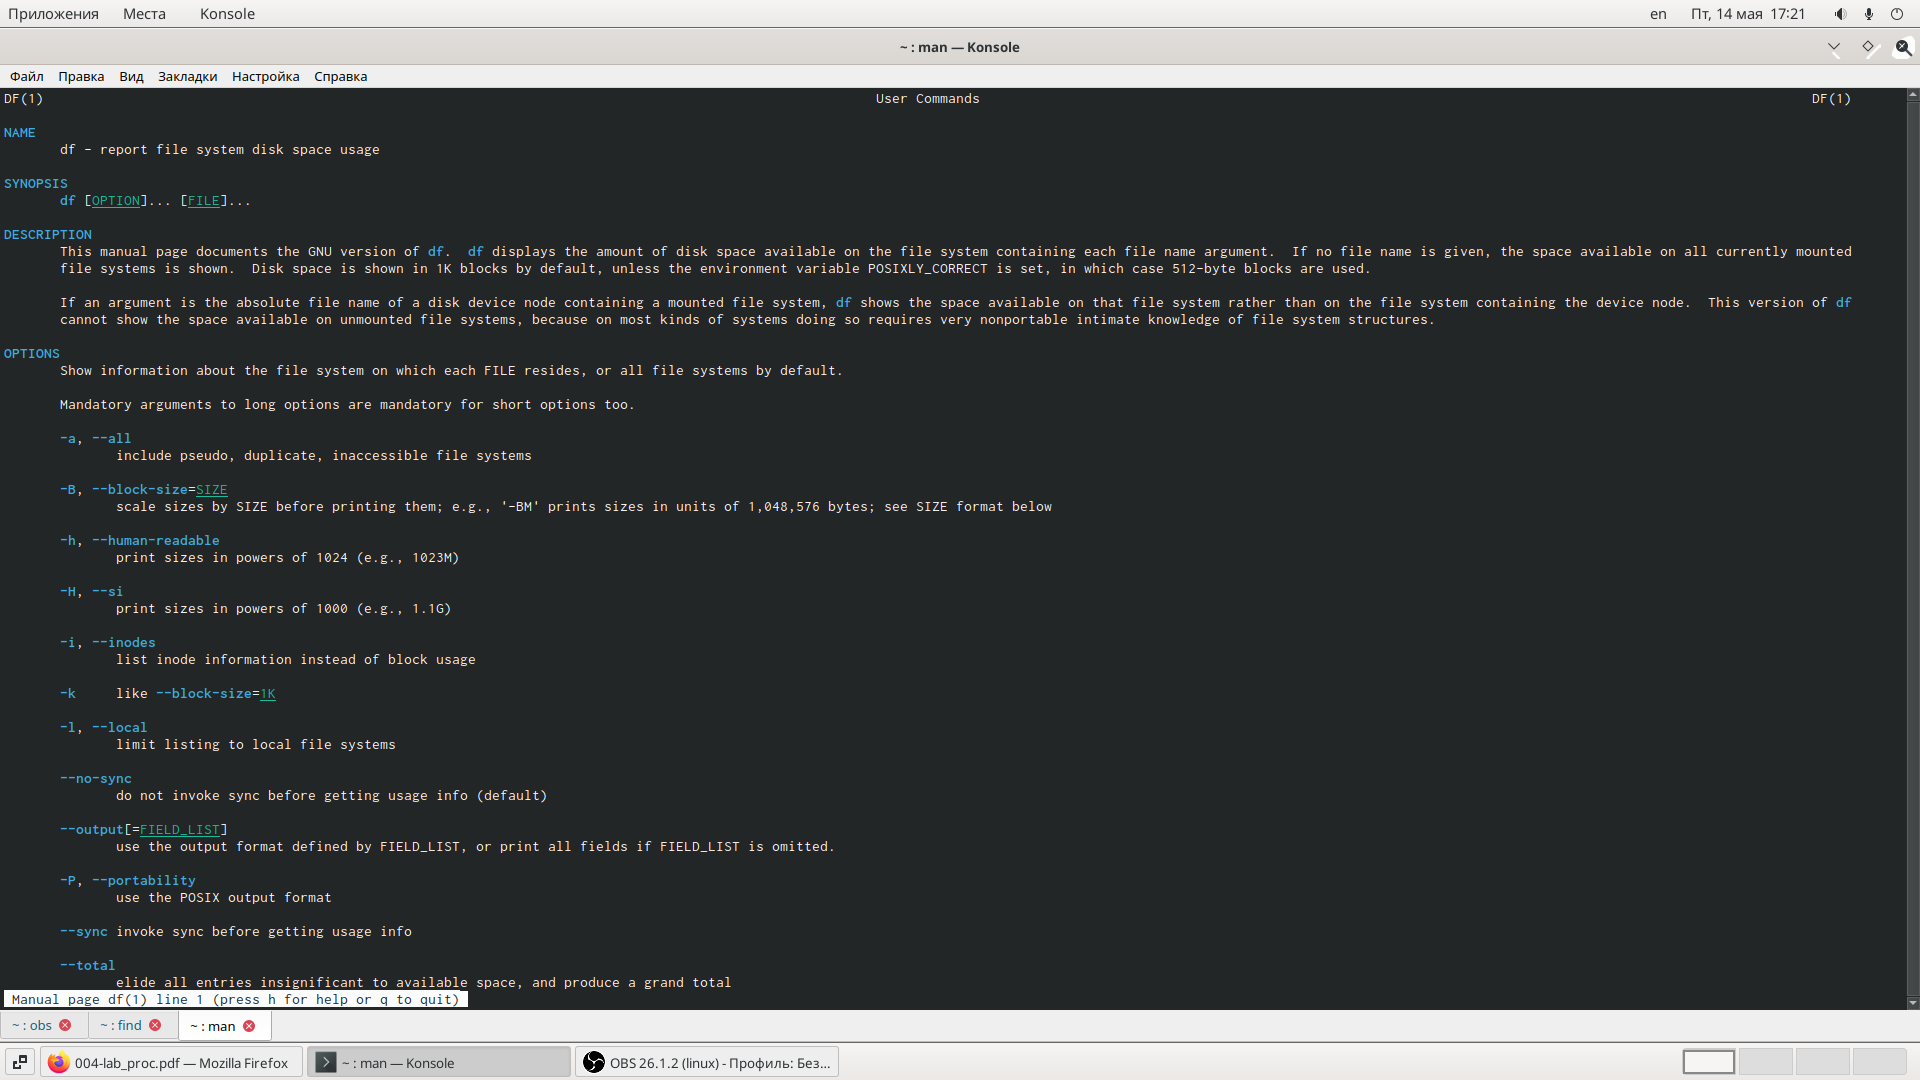 Приложения Места Konsole en Пт, 14 мая 17:21
~ : man — Konsole
Файл Правка Вид Закладки Настройка Справка
DF(1) User Commands DF(1)
NAME
df - report file system disk space usage
SYNOPSIS
df [OPTION]... [FILE]...
DESCRIPTION
This manual page documents the GNU version of df. df displays the amount of disk space available on the file system containing each file name argument. If no file name is given, the space available on all currently mounted
file systems is shown. Disk space is shown in 1K blocks by default, unless the environment variable POSIXLY_CORRECT is set, in which case 512-byte blocks are used.
If an argument is the absolute file name of a disk device node containing a mounted file system, df shows the space available on that file system rather than on the file system containing the device node. This version of df
cannot show the space available on unmounted file systems, because on most kinds of systems doing so requires very nonportable intimate knowledge of file system structures.
OPTIONS
Show information about the file system on which each FILE resides, or all file systems by default.
Mandatory arguments to long options are mandatory for short options too.
-a, --all
include pseudo, duplicate, inaccessible file systems
-B, --block-size=SIZE
scale sizes by SIZE before printing them; e.g., '-BM' prints sizes in units of 1,048,576 bytes; see SIZE format below
-h, --human-readable
print sizes in powers of 1024 (e.g., 1023M)
-H, --si
print sizes in powers of 1000 (e.g., 1.1G)
-i, --inodes
list inode information instead of block usage
-k like --block-size=1K
-l, --local
limit listing to local file systems
--no-sync
do not invoke sync before getting usage info (default)
--output[=FIELD_LIST]
use the output format defined by FIELD_LIST, or print all fields if FIELD_LIST is omitted.
-P, --portability
use the POSIX output format
--sync invoke sync before getting usage info
--total
elide all entries insignificant to available space, and produce a grand total
Manual page df(1) line 1 (press h for help or q to quit)
~ : obs ~ : find ~ : man
004-lab_proc.pdf — Mozilla Firefox ~ : man — Konsole OBS 26.1.2 (linux) - Профиль: Без...